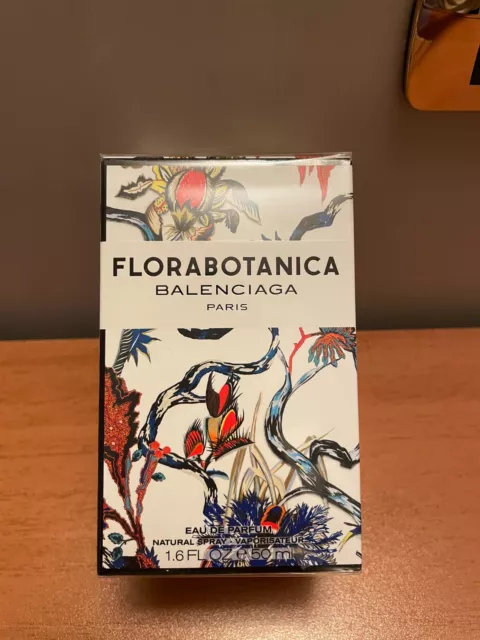 FLORABOTANICA
BALENCIAGA
PARIS
EAU DE PARFUM
NATURAL SPRAY - VAPORISATEUR
1.6 FL OZ e 50 ml